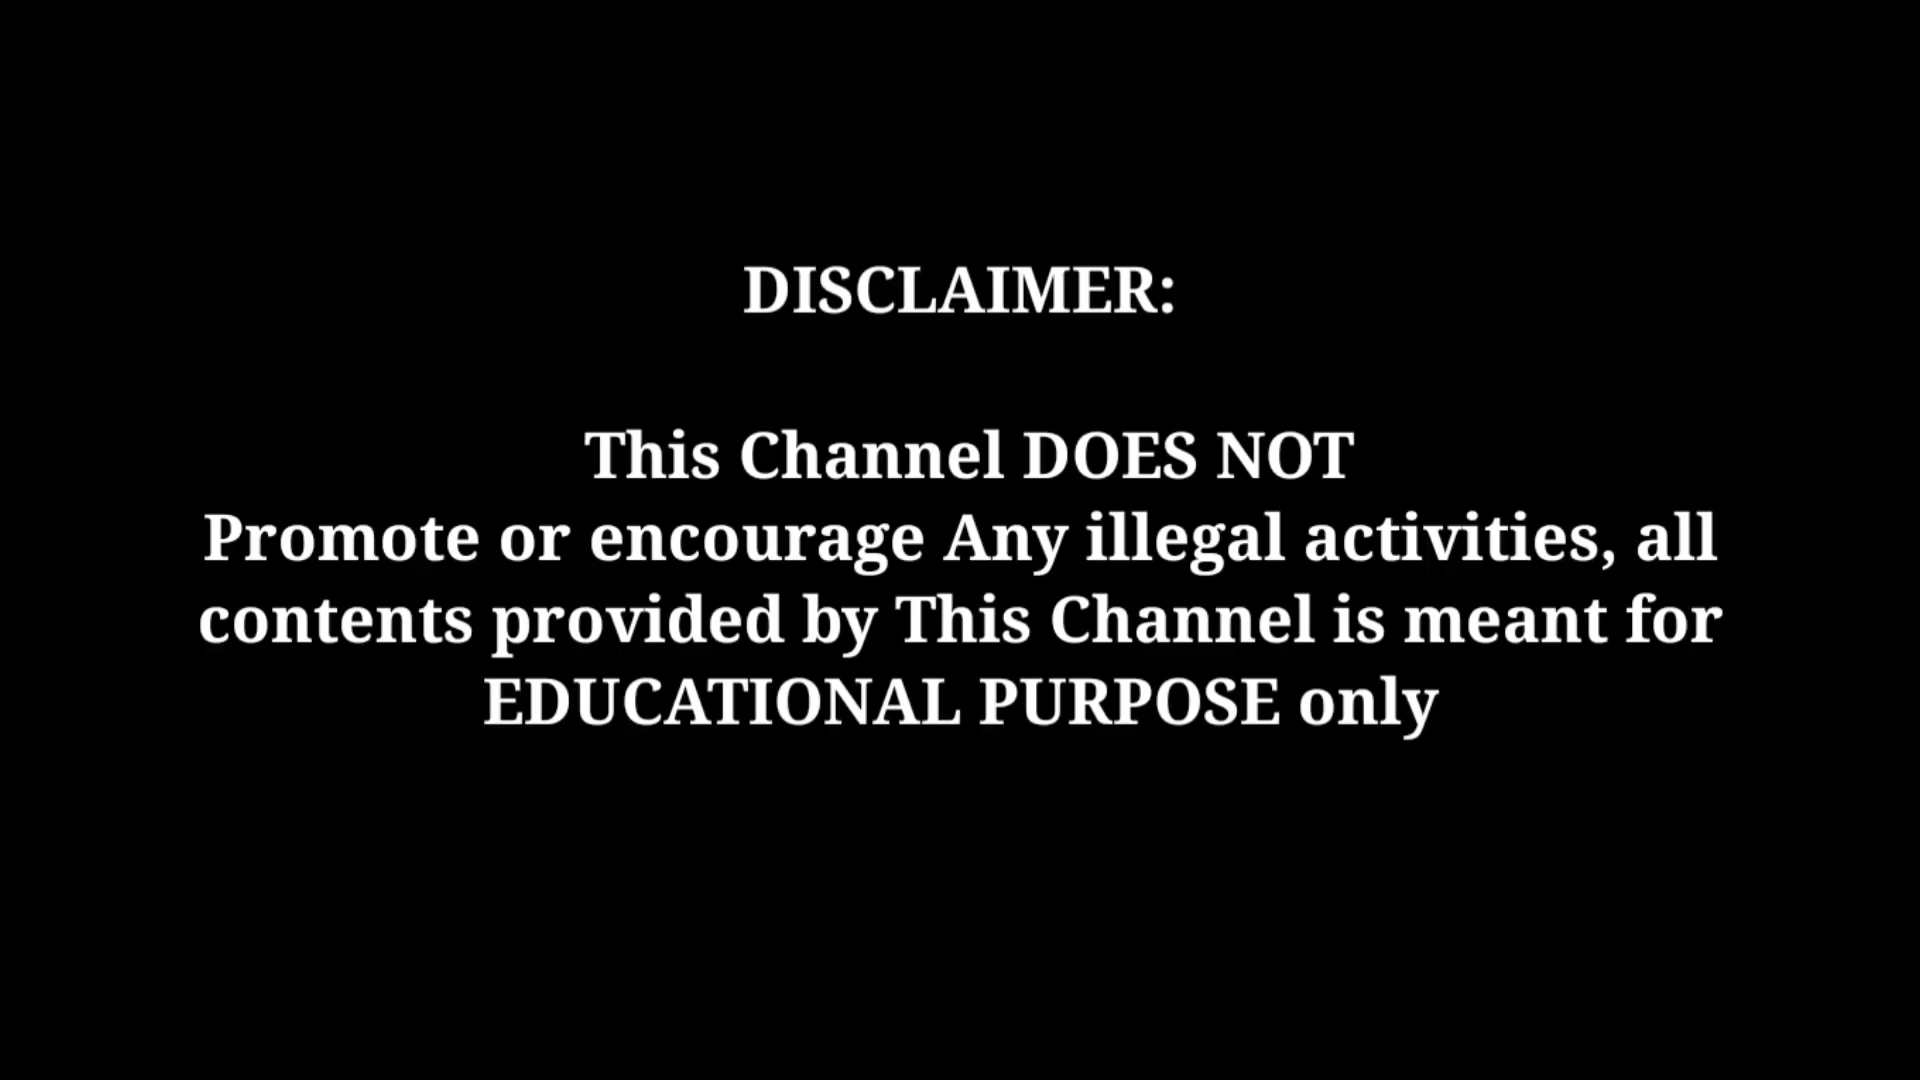 DISCLAIMER:
This Channel DOES NOT
Promote or encourage Any illegal activities, all
contents provided by This Channel is meant for
EDUCATIONAL PURPOSE only